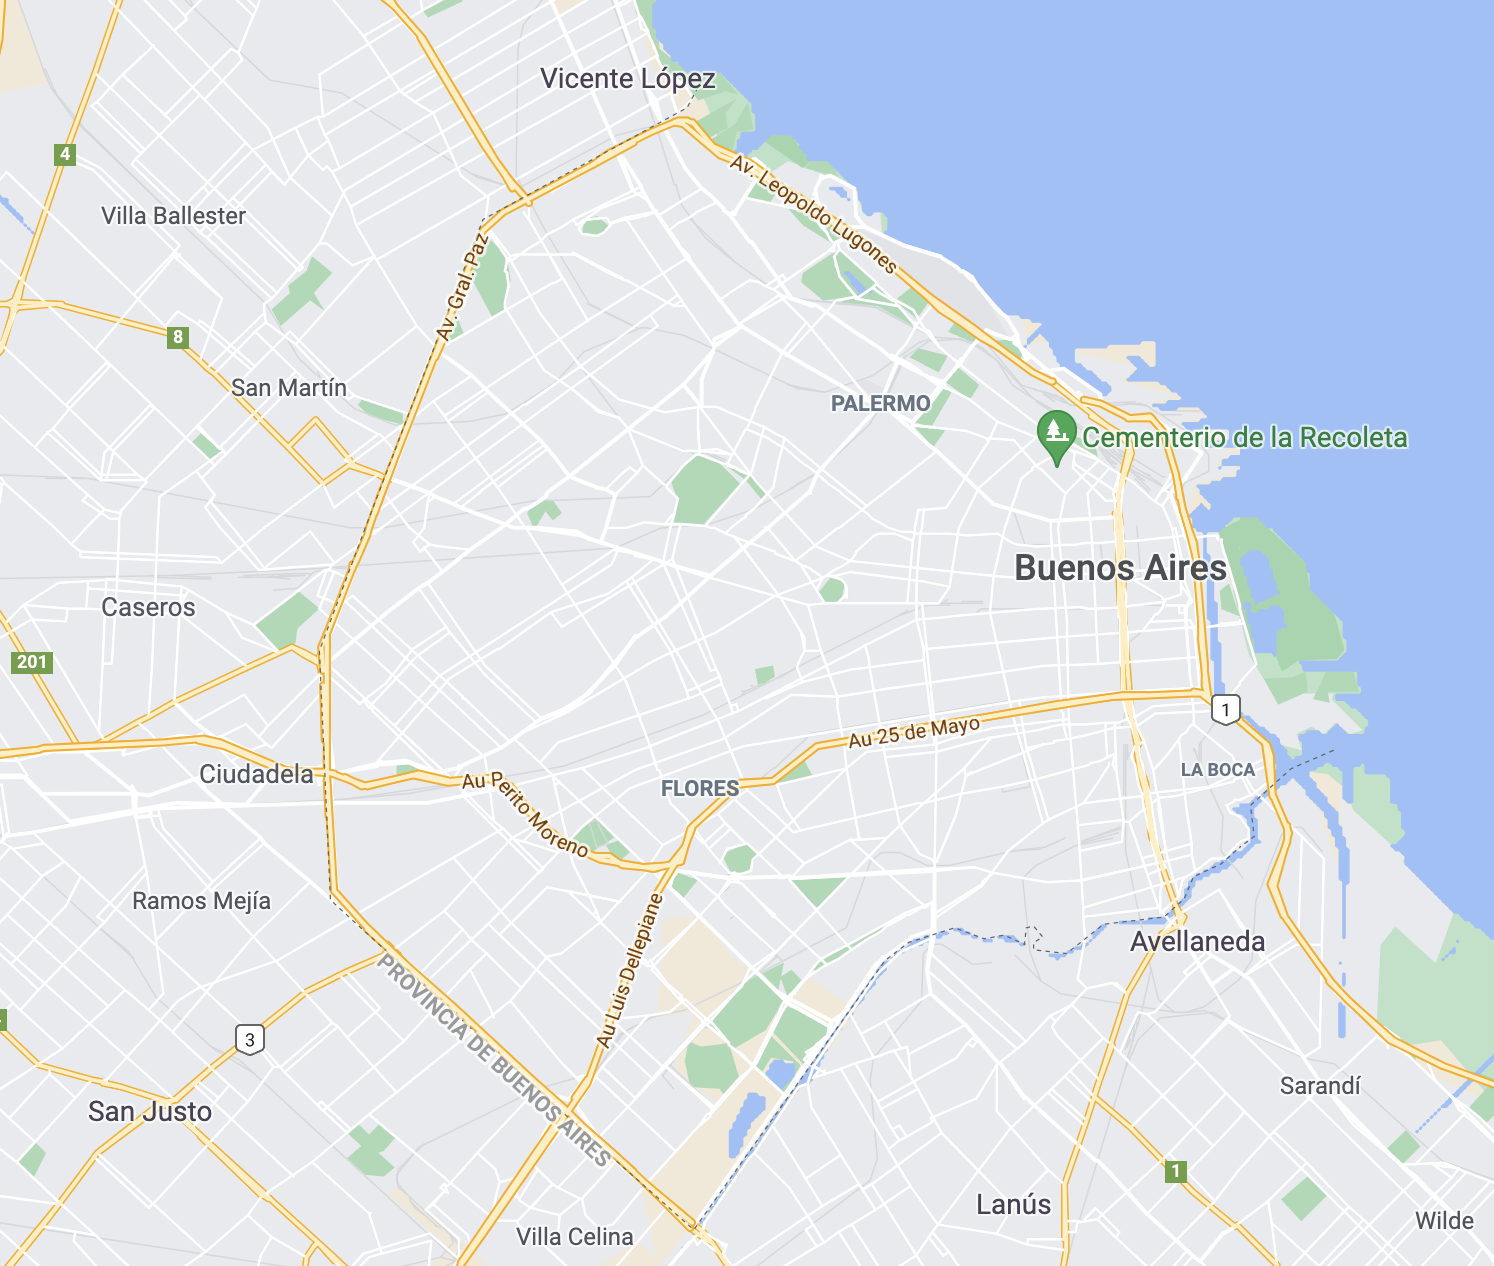 Vicente López
4
Av. Leopoldo Lugones
Villa Ballester
Av. Gral. Paz
8
San Martín
PALERMO
Cementerio de la Recoleta
Buenos Aires
Caseros
201
1
Au 25 de Mayo
LA BOCA
Ciudadela
Au Perito Moreno
FLORES
Ramos Mejía
Au Luis Dellepiane
Avellaneda
PROVINCIA DE BUENOS AIRES
3
Sarandí
San Justo
1
Lanús
Wilde
Villa Celina